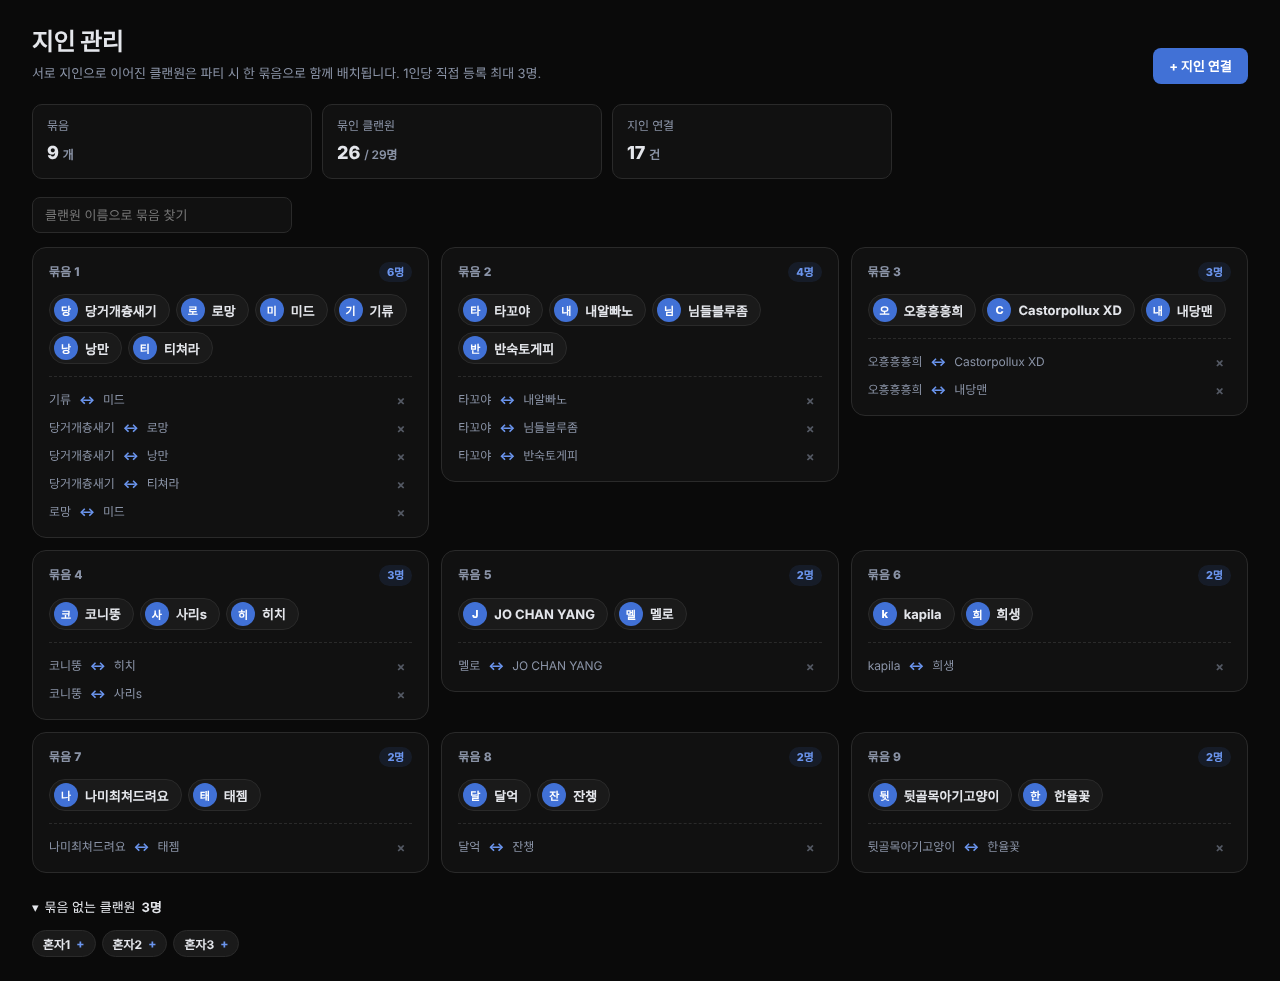 지인 관리
서로 지인으로 이어진 클랜원은 파티 시 한 묶음으로 함께 배치됩니다. 1인당 직접 등록 최대 3명.
+ 지인 연결
묶음
9 개
묶인 클랜원
26 / 29명
지인 연결
17 건
클랜원 이름으로 묶음 찾기
묶음 1
6명
당 당거개츙새기 로 로망 미 미드 기 기류
낭 낭만 티 티쳐라
기류 ↔ 미드 ×
당거개츙새기 ↔ 로망 ×
당거개츙새기 ↔ 낭만 ×
당거개츙새기 ↔ 티쳐라 ×
로망 ↔ 미드 ×
묶음 2
4명
타 타꼬야 내 내알빠노 님 님들블루좀
반 반숙토게피
타꼬야 ↔ 내알빠노 ×
타꼬야 ↔ 님들블루좀 ×
타꼬야 ↔ 반숙토게피 ×
묶음 3
3명
오 오흥흥흥희 C Castorpollux XD 내 내당맨
오흥흥흥희 ↔ Castorpollux XD ×
오흥흥흥희 ↔ 내당맨 ×
묶음 4
3명
코 코니뚱 사 사리s 히 히치
코니뚱 ↔ 히치 ×
코니뚱 ↔ 사리s ×
묶음 5
2명
J JO CHAN YANG 멜 멜로
멜로 ↔ JO CHAN YANG ×
묶음 6
2명
k kapila 희 희생
kapila ↔ 희생 ×
묶음 7
2명
나 나미최쳐드려요 태 태젬
나미최쳐드려요 ↔ 태젬 ×
묶음 8
2명
달 달억 잔 잔챙
달억 ↔ 잔챙 ×
묶음 9
2명
뒷 뒷골목아기고양이 한 한율꽃
뒷골목아기고양이 ↔ 한율꽃 ×
▾ 묶음 없는 클랜원 3명
혼자1 + 혼자2 + 혼자3 +